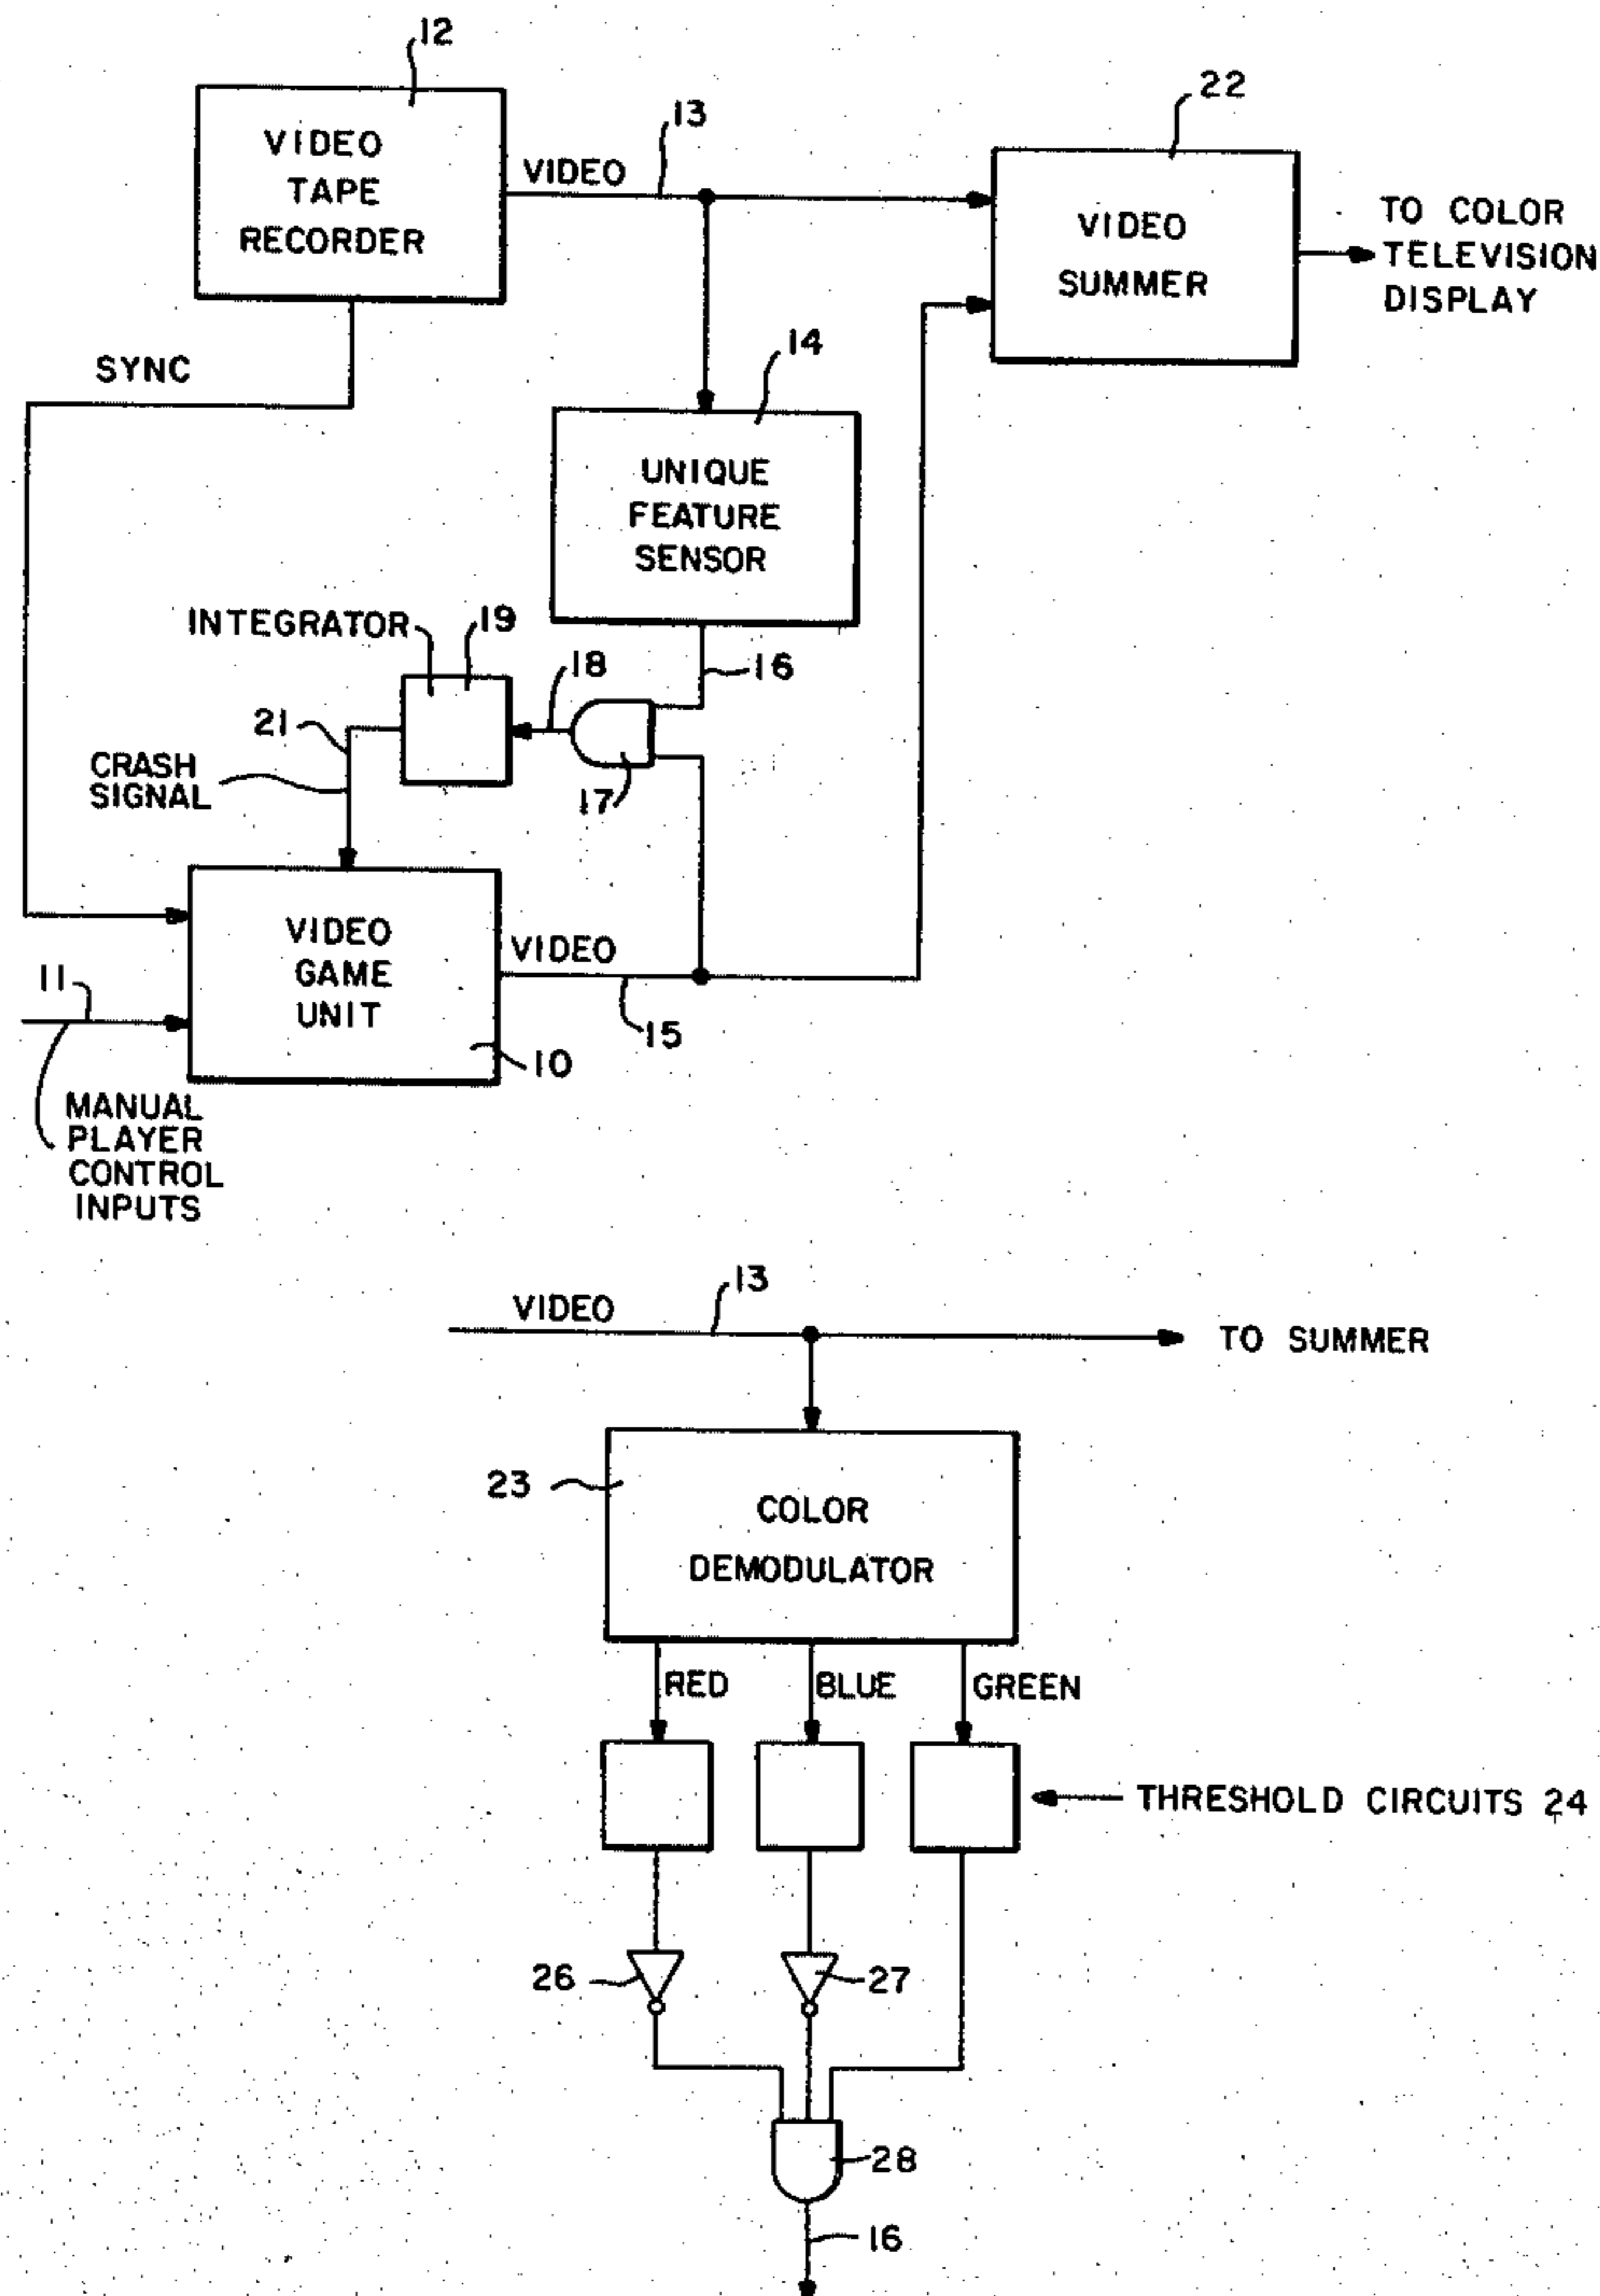 12
22
VIDEO
TAPE
RECORDER
VIDEO
13
VIDEO
SUMMER
TO COLOR
TELEVISION
DISPLAY
SYNC
14
UNIQUE
FEATURE
SENSOR
INTEGRATOR
19
18
16
21
CRASH
SIGNAL
17
VIDEO
GAME
UNIT
VIDEO
11
15
10
MANUAL
PLAYER
CONTROL
INPUTS
13
VIDEO
TO SUMMER
23
COLOR
DEMODULATOR
RED
BLUE
GREEN
THRESHOLD CIRCUITS 24
26
27
28
16